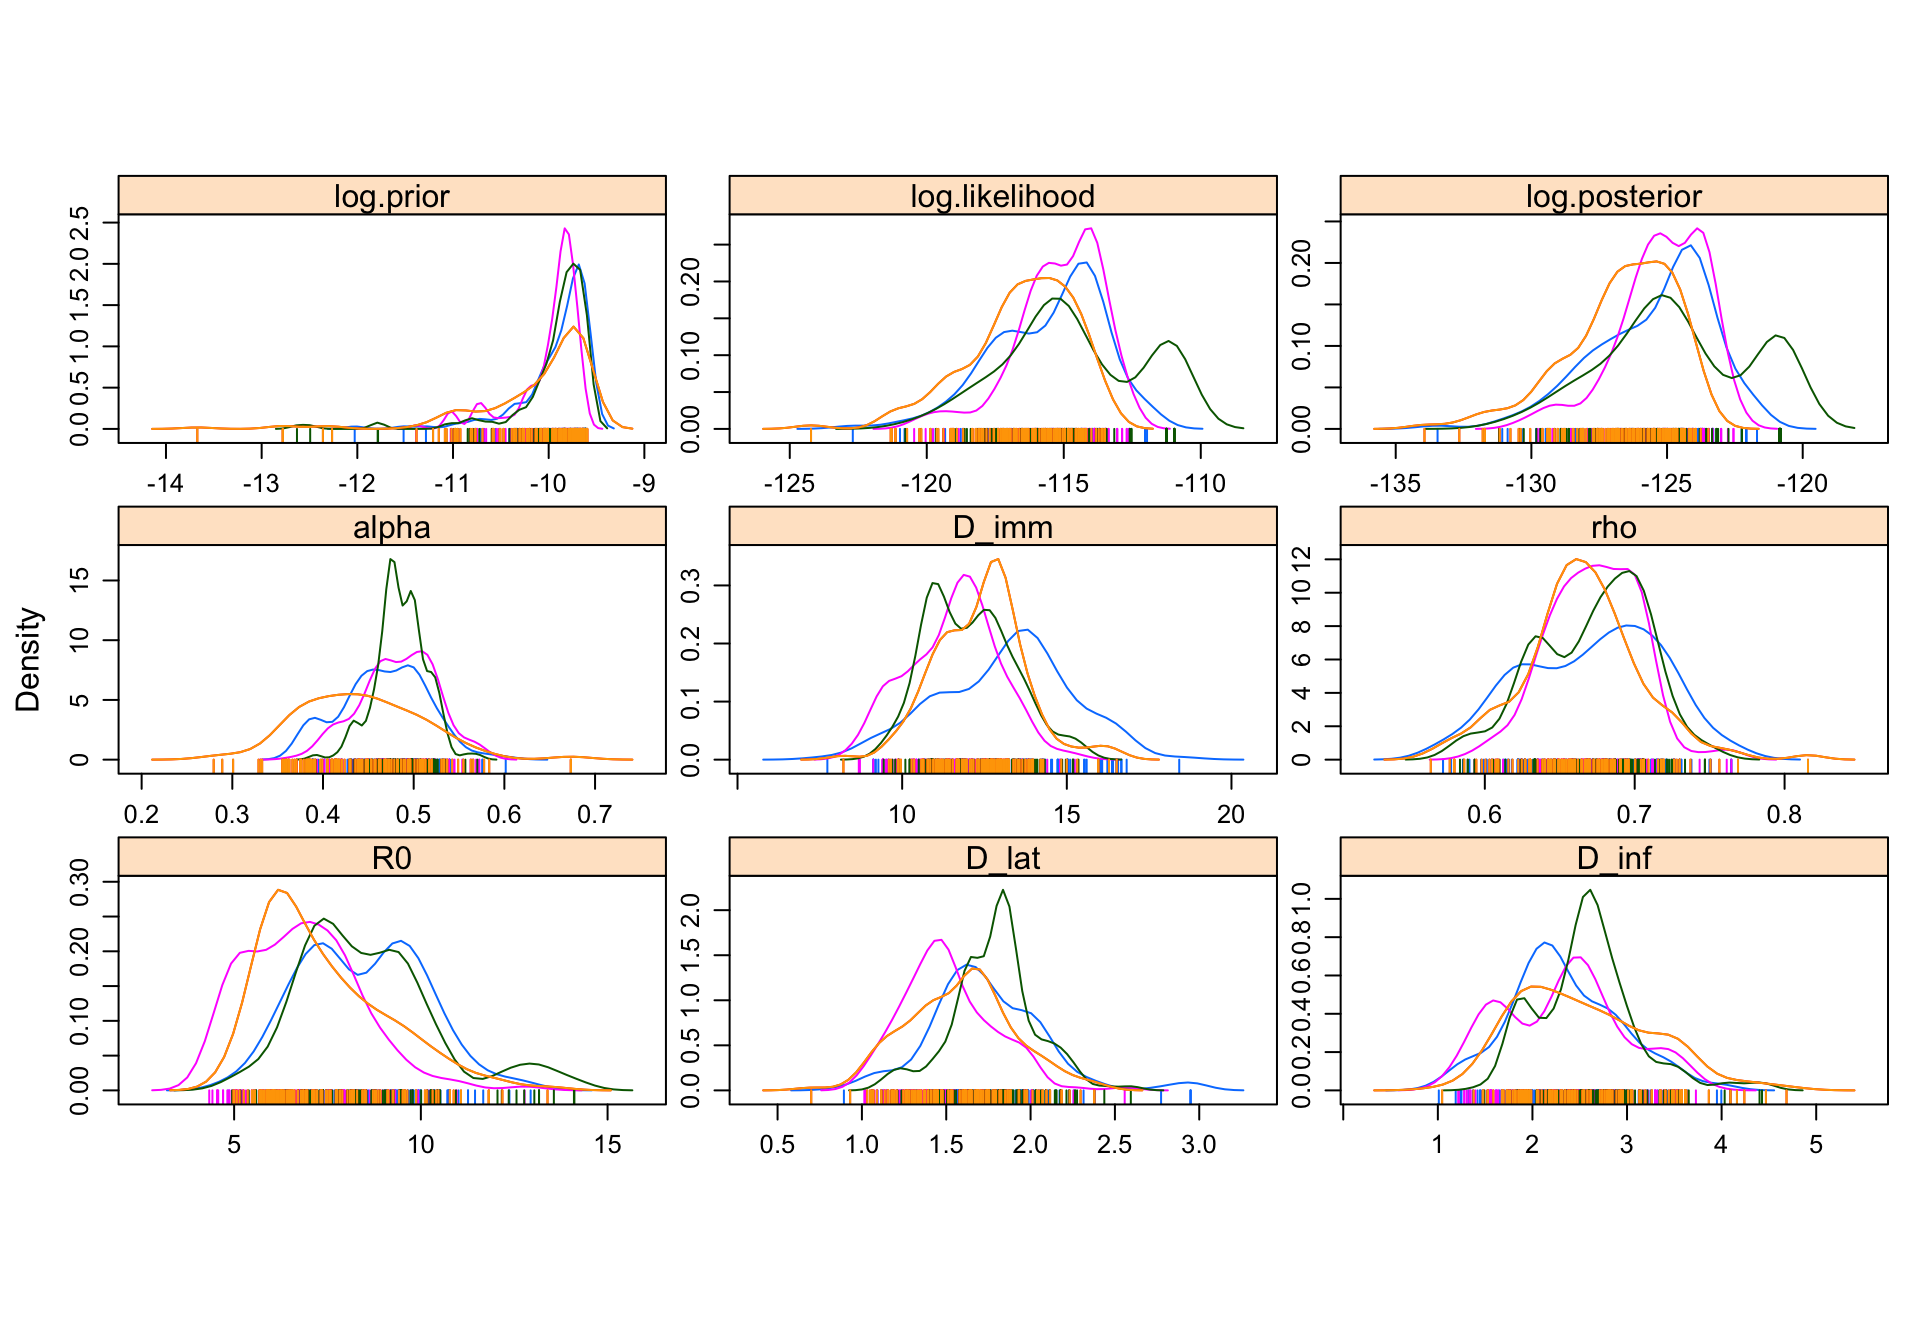 Density
log.prior
0.0 0.5 1.0 1.5 2.0 2.5
-14 -13 -12 -11 -10 -9
log.likelihood
0.00 0.10 0.20
-125 -120 -115 -110
log.posterior
0.00 0.10 0.20
-135 -130 -125 -120
alpha
0 5 10 15
0.2 0.3 0.4 0.5 0.6 0.7
D_imm
0.0 0.1 0.2 0.3
10 15 20
rho
0 2 4 6 8 10 12
0.6 0.7 0.8
R0
0.00 0.10 0.20 0.30
5 10 15
D_lat
0.0 0.5 1.0 1.5 2.0
0.5 1.0 1.5 2.0 2.5 3.0
D_inf
0.0 0.2 0.4 0.6 0.8 1.0
1 2 3 4 5